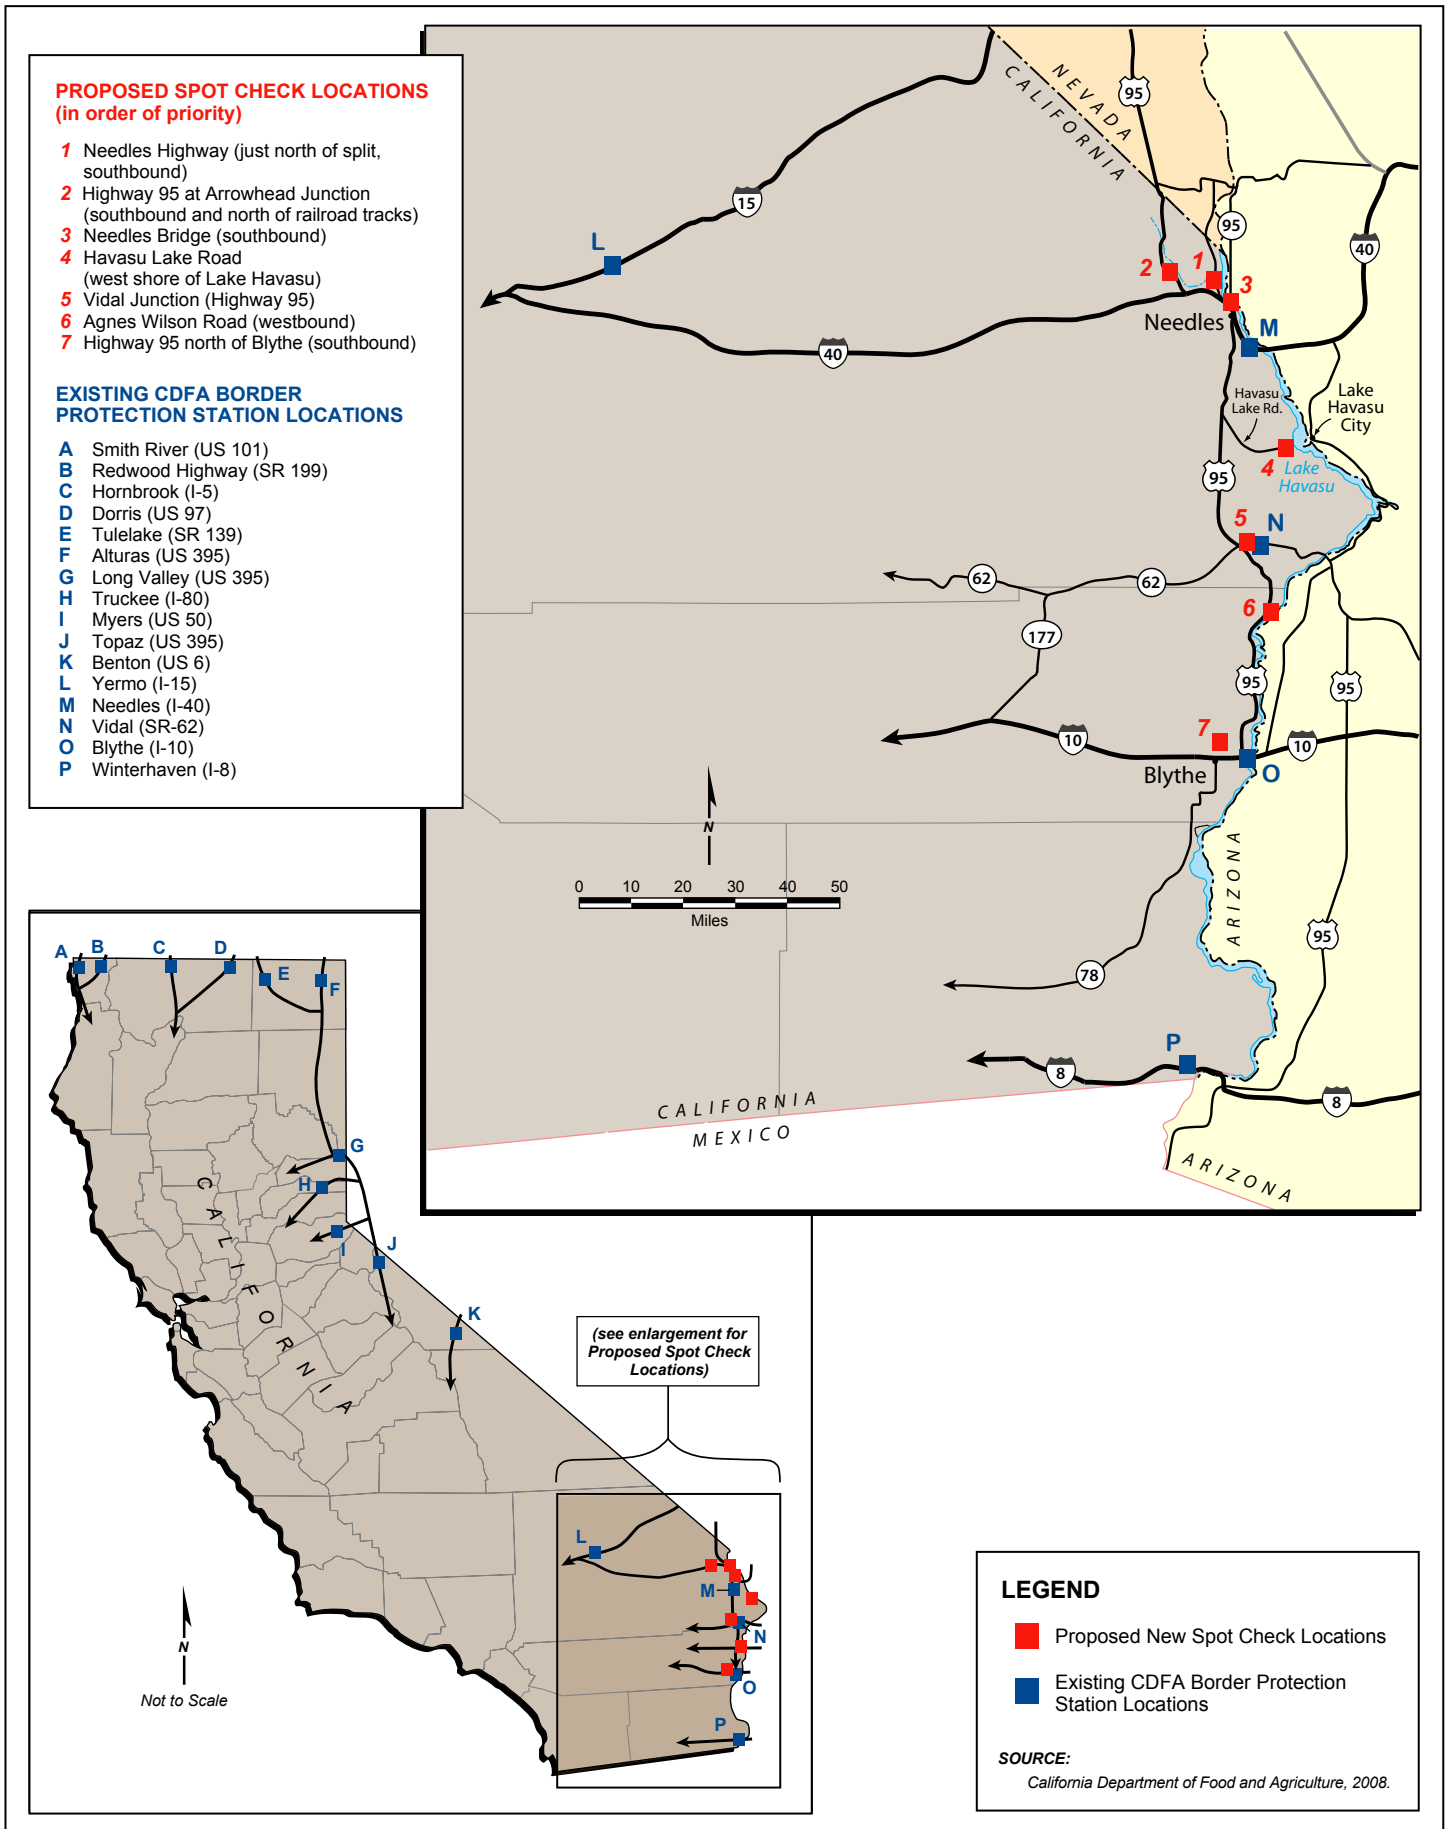 PROPOSED SPOT CHECK LOCATIONS
(in order of priority)
1 Needles Highway (just north of split,
southbound)
2 Highway 95 at Arrowhead Junction
(southbound and north of railroad tracks)
3 Needles Bridge (southbound)
4 Havasu Lake Road
(west shore of Lake Havasu)
5 Vidal Junction (Highway 95)
6 Agnes Wilson Road (westbound)
7 Highway 95 north of Blythe (southbound)
EXISTING CDFA BORDER
PROTECTION STATION LOCATIONS
A Smith River (US 101)
B Redwood Highway (SR 199)
C Hornbrook (I-5)
D Dorris (US 97)
E Tulelake (SR 139)
F Alturas (US 395)
G Long Valley (US 395)
H Truckee (I-80)
I Myers (US 50)
J Topaz (US 395)
K Benton (US 6)
L Yermo (I-15)
M Needles (I-40)
N Vidal (SR-62)
O Blythe (I-10)
P Winterhaven (I-8)
NEVADA
CALIFORNIA
95
15
95
40
L
2
1
3
Needles
M
40
Havasu
Lake Rd.
Lake
Havasu
City
4
Lake
Havasu
95
5
N
62
62
6
177
95
95
7
10
10
Blythe
O
N
0 10 20 30 40 50
Miles
ARIZONA
95
78
P
8
8
CALIFORNIA
MEXICO
ARIZONA
A
B
C
D
E
F
G
H
I
J
K
CALIFORNIA
(see enlargement for
Proposed Spot Check
Locations)
L
M
N
O
P
N
Not to Scale
LEGEND
Proposed New Spot Check Locations
Existing CDFA Border Protection
Station Locations
SOURCE:
California Department of Food and Agriculture, 2008.